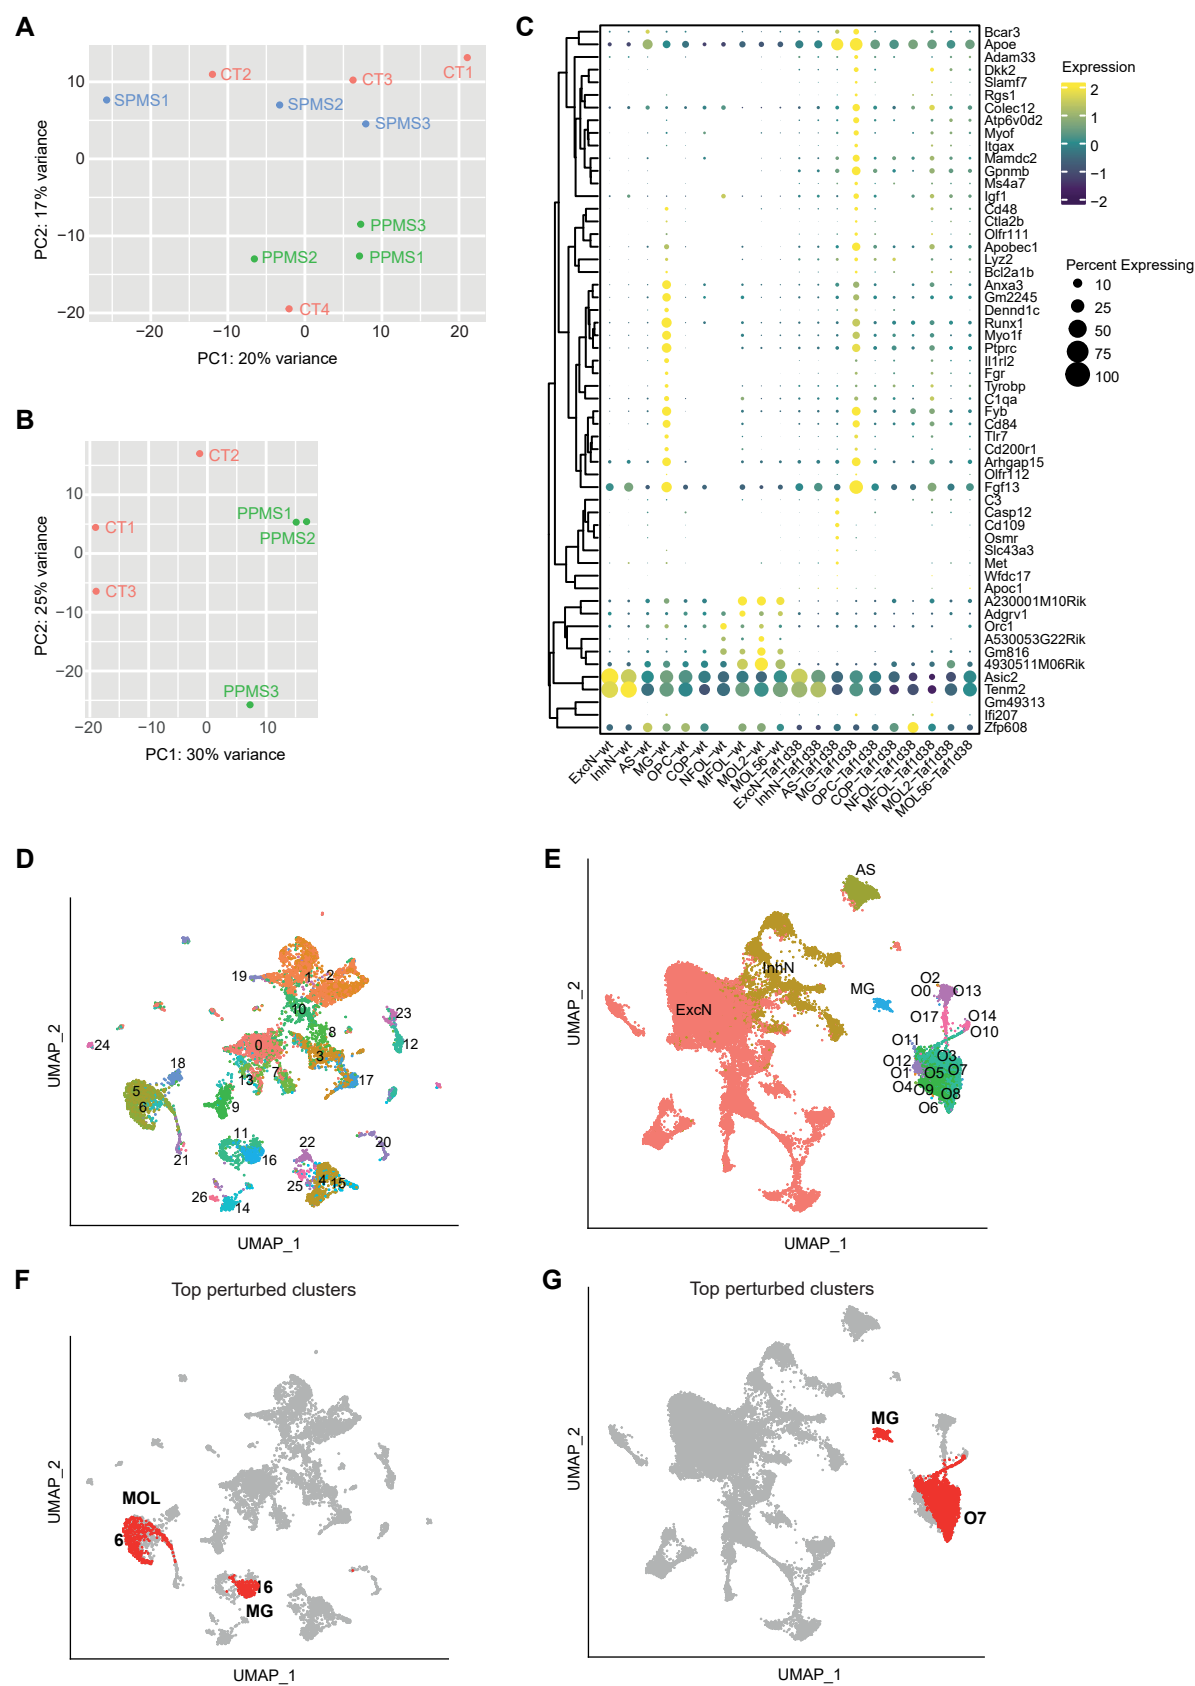 A
10
0
−10
−20
PC2: 17% variance
CT2
CT3
CT1
SPMS1
SPMS2
SPMS3
PPMS3
PPMS2
PPMS1
CT4
−20
−10
0
10
20
PC1: 20% variance
B
10
0
−10
−20
PC2: 25% variance
CT2
PPMS1
PPMS2
CT1
CT3
PPMS3
−20
−10
0
10
PC1: 30% variance
C
Bcar3
Apoe
Adam33
Dkk2
Slamf7
Rgs1
Colec12
Atp6v0d2
Myof
Itgax
Mamdc2
Gpnmb
Ms4a7
Igf1
Cd48
Ctla2b
Olfr111
Apobec1
Lyz2
Bcl2a1b
Anxa3
Gm2245
Dennd1c
Runx1
Myo1f
Ptprc
Il1rl2
Fgr
Tyrobp
C1qa
Fyb
Cd84
Tlr7
Cd200r1
Arhgap15
Olfr112
Fgf13
C3
Casp12
Cd109
Osmr
Slc43a3
Met
Wfdc17
Apoc1
A230001M10Rik
Adgrv1
Orc1
A530053G22Rik
Gm816
4930511M06Rik
Asic2
Tenm2
Gm49313
Ifi207
Zfp608
ExcN−wt
InhN−wt
AS−wt
MG−wt
OPC−wt
COP−wt
NFOL−wt
MFOL−wt
MOL2−wt
MOL56−wt
ExcN−Taf1d38
InhN−Taf1d38
AS−Taf1d38
MG−Taf1d38
OPC−Taf1d38
COP−Taf1d38
NFOL−Taf1d38
MFOL−Taf1d38
MOL2−Taf1d38
MOL56−Taf1d38
Expression
2
1
0
−1
−2
Percent Expressing
10
25
50
75
100
D
UMAP_2
19
1
2
10
23
8
12
0
3
24
18
7
13
17
5
6
9
11
22
20
21
16
25
4
15
26
14
UMAP_1
E
UMAP_2
AS
InhN
MG
ExcN
O2
O0
O13
O17
O14
O10
O11
O3
O12
O1
O5
O7
O4
O9
O8
O6
UMAP_1
F
Top perturbed clusters
UMAP_2
MOL
6
16
MG
UMAP_1
G
Top perturbed clusters
UMAP_2
MG
O7
UMAP_1